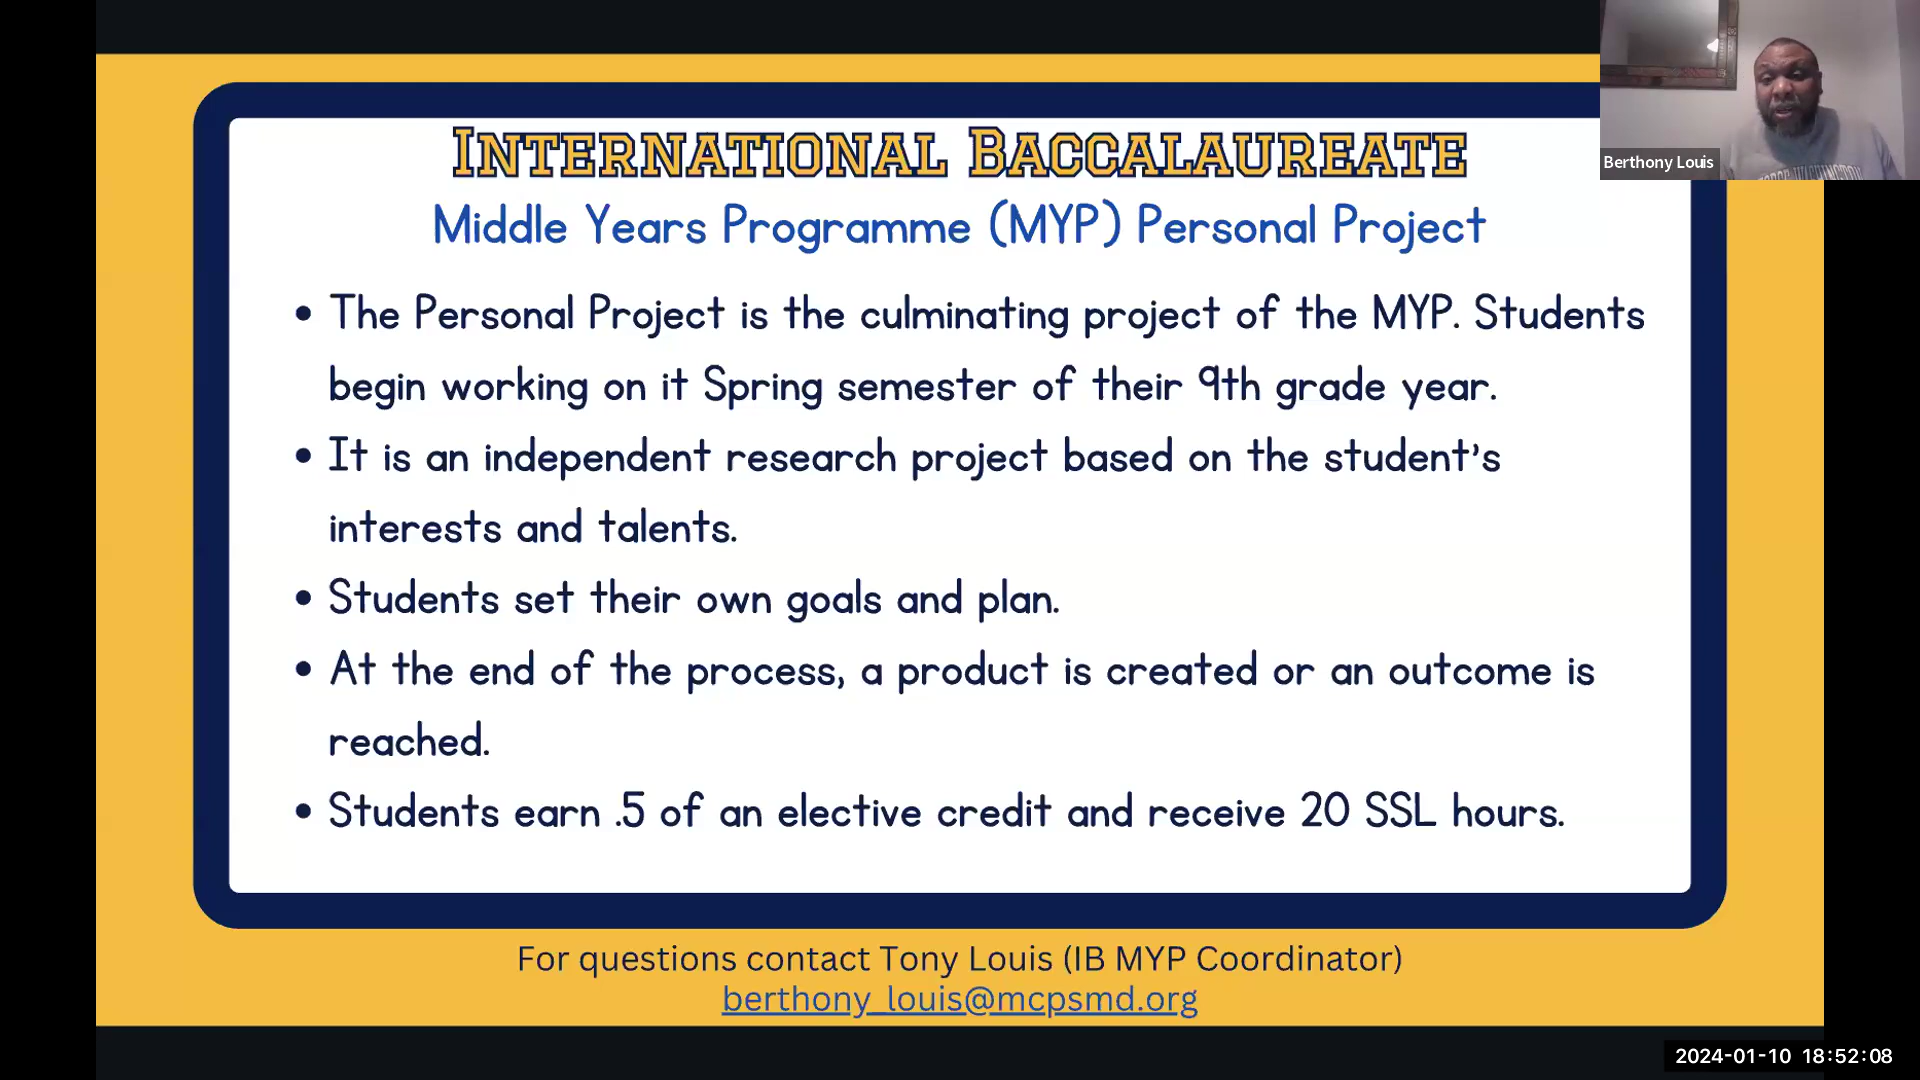 International Baccalaureate
Middle Years Programme (MYP) Personal Project
• The Personal Project is the culminating project of the MYP. Students
begin working on it Spring semester of their 9th grade year.
• It is an independent research project based on the student's
interests and talents.
• Students set their own goals and plan.
• At the end of the process, a product is created or an outcome is
reached.
• Students earn .5 of an elective credit and receive 20 SSL hours.
For questions contact Tony Louis (IB MYP Coordinator)
berthony_louis@mcpsmd.org
Berthony Louis
2024-01-10 18:52:08